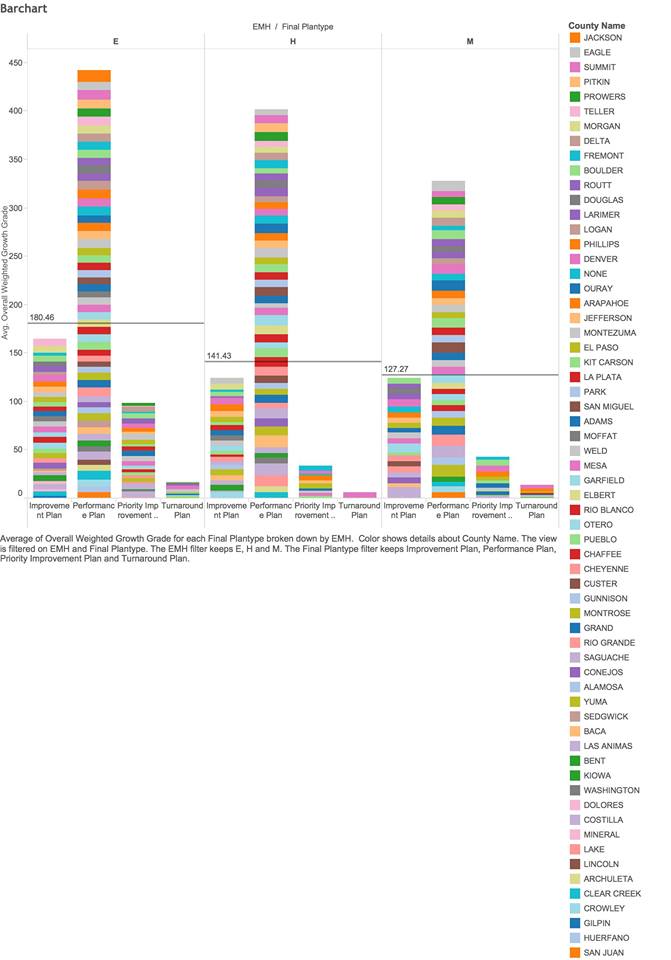 Barchart
EMH / Final Plantype
E
H
M
Avg. Overall Weighted Growth Grade
450
400
350
300
250
200
150
100
50
0
180.46
141.43
127.27
Improveme
nt Plan
Performanc
e Plan
Priority Imp
rovement ..
Turnaround
Plan
Improveme
nt Plan
Performanc
e Plan
Priority Imp
rovement ..
Turnaround
Plan
Improveme
nt Plan
Performanc
e Plan
Priority Imp
rovement ..
Turnaround
Plan
Average of Overall Weighted Growth Grade for each Final Plantype broken down by EMH.  Color shows details about County Name. The view
is filtered on EMH and Final Plantype. The EMH filter keeps E, H and M. The Final Plantype filter keeps Improvement Plan, Performance Plan,
Priority Improvement Plan and Turnaround Plan.
County Name
JACKSON
EAGLE
SUMMIT
PITKIN
PROWERS
TELLER
MORGAN
DELTA
FREMONT
BOULDER
ROUTT
DOUGLAS
LARIMER
LOGAN
PHILLIPS
DENVER
NONE
OURAY
ARAPAHOE
JEFFERSON
MONTEZUMA
EL PASO
KIT CARSON
LA PLATA
PARK
SAN MIGUEL
ADAMS
MOFFAT
WELD
MESA
GARFIELD
ELBERT
RIO BLANCO
OTERO
PUEBLO
CHAFFEE
CHEYENNE
CUSTER
GUNNISON
MONTROSE
GRAND
RIO GRANDE
SAGUACHE
CONEJOS
ALAMOSA
YUMA
SEDGWICK
BACA
LAS ANIMAS
BENT
KIOWA
WASHINGTON
DOLORES
COSTILLA
MINERAL
LAKE
LINCOLN
ARCHULETA
CLEAR CREEK
CROWLEY
GILPIN
HUERFANO
SAN JUAN